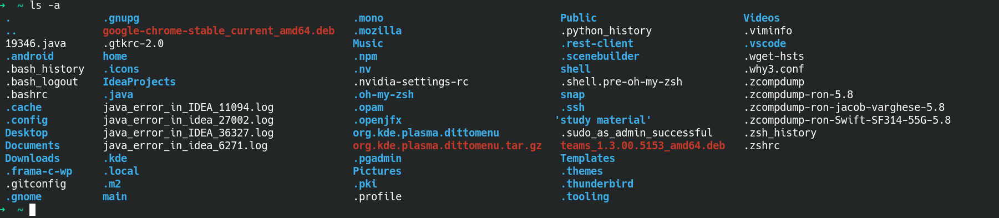 → ~ ls -a
. .gnupg .mono Public Videos
.. google-chrome-stable_current_amd64.deb .mozilla .python_history .viminfo
19346.java .gtkrc-2.0 Music .rest-client .vscode
.android home .npm .scenebuilder .wget-hsts
.bash_history .icons .nv shell .why3.conf
.bash_logout IdeaProjects .nvidia-settings-rc .shell.pre-oh-my-zsh .zcompdump
.bashrc .java .oh-my-zsh snap .zcompdump-ron-5.8
.cache java_error_in_IDEA_11094.log .opam .ssh .zcompdump-ron-jacob-varghese-5.8
.config java_error_in_idea_27002.log .openjfx 'study material' .zcompdump-ron-Swift-SF314-55G-5.8
Desktop java_error_in_IDEA_36327.log org.kde.plasma.dittomenu .sudo_as_admin_successful .zsh_history
Documents java_error_in_idea_6271.log org.kde.plasma.dittomenu.tar.gz teams_1.3.00.5153_amd64.deb .zshrc
Downloads .kde .pgadmin Templates
.frama-c-wp .local Pictures .themes
.gitconfig .m2 .pki .thunderbird
.gnome main .profile .tooling
→ ~